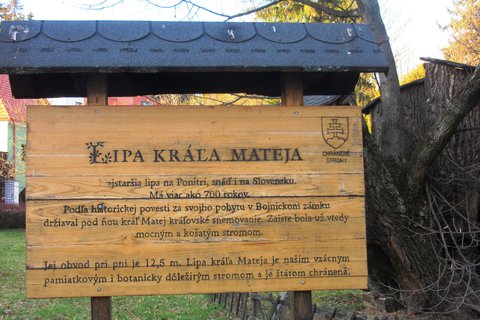 LIPA KRÁĽA MATEJA
CHRÁNENÉ
STROMY
ajstaršia lipa na Ponitrí, snáď i na Slovensku.
Má viac ako 700 rokov.
Podľa historickej povesti za svojho pobytu v Bojnickom zámku
držiaval pod ňou kráľ Matej kráľovské snemovanie. Zaiste bola už vtedy
mocným a košatým stromom.
Jej obvod pri pni je 12,5 m. Lipa kráľa Mateja je naším vzácnym
pamiatkovým i botanicky dôležitým stromom a je štátom chránená.